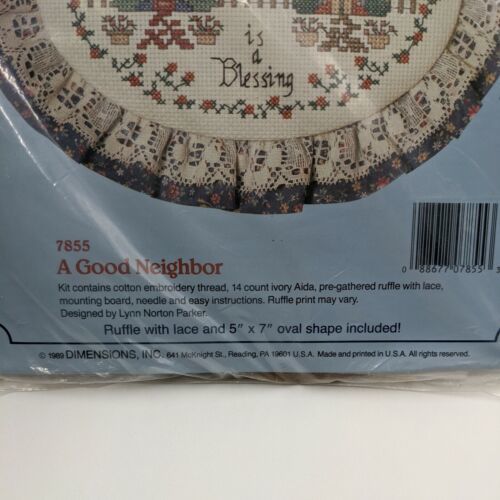 is
a
Blessing
7855
A Good Neighbor
Kit contains cotton embroidery thread, 14 count ivory Aida, pre-gathered ruffle with lace,
mounting board, needle and easy instructions. Ruffle print may vary.
Designed by Lynn Norton Parker.
0 88677 07855 3
Ruffle with lace and 5" x 7" oval shape included!
© 1989 DIMENSIONS, INC. 641 McKnight St., Reading, PA 19601 U.S.A. Made and printed in U.S.A. All rights reserved.